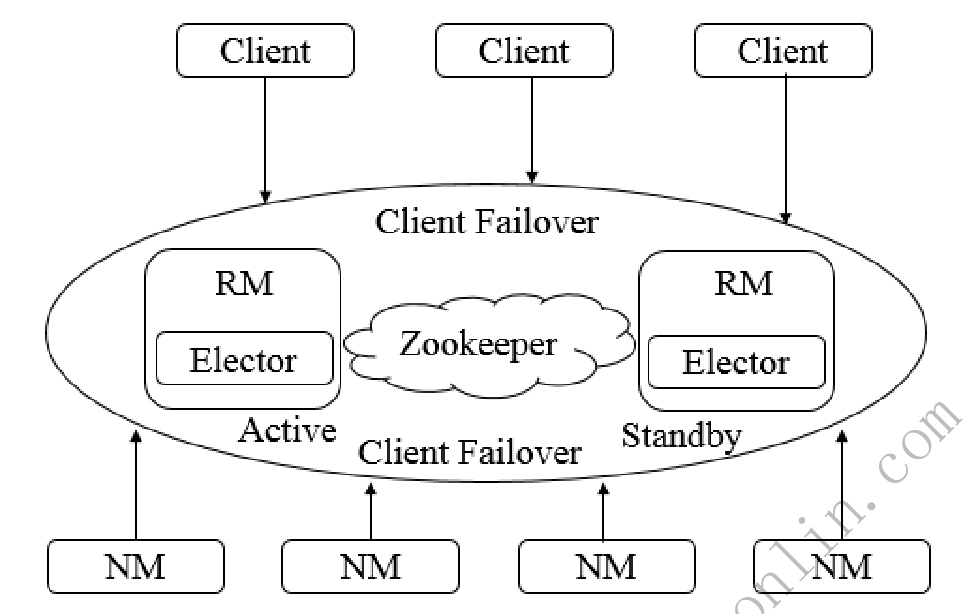 Client
Client
Client
Client Failover
RM
RM
Zookeeper
Elector
Elector
Active
Standby
Client Failover
NM
NM
NM
NM
onlin.com